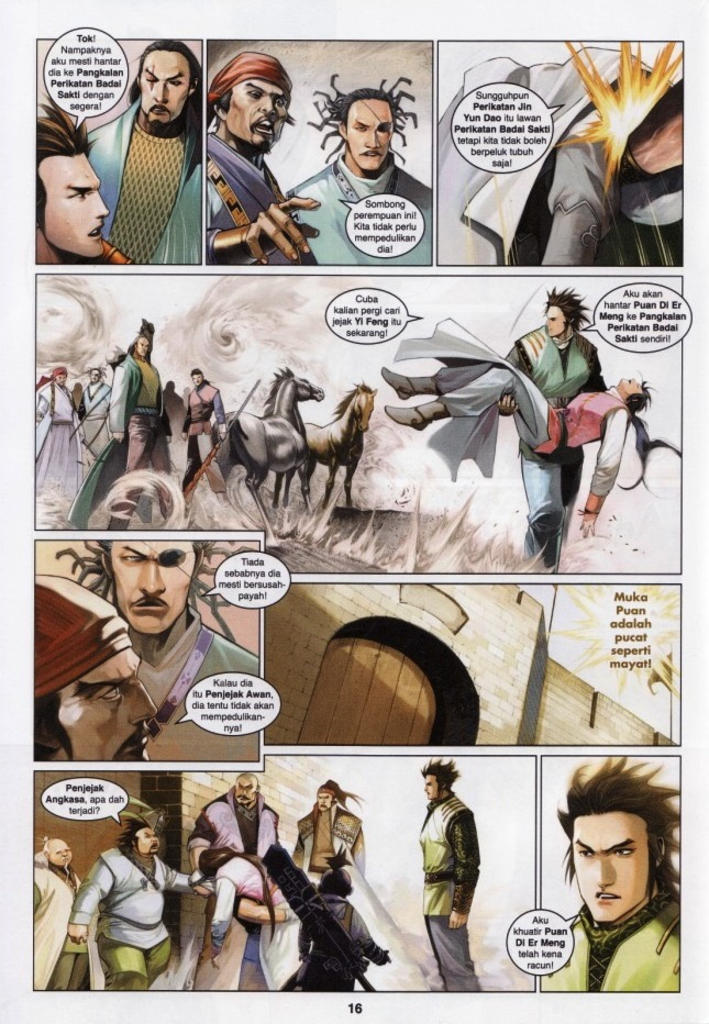 Tok!
Nampaknya
aku mesti hantar
dia ke Pangkalan
Perikatan Badai
Sakti dengan
segera!
Sombong
perempuan ini!
Kita tidak perlu
mempedulikan
dia!
Sungguhpun
Perikatan Jin
Yun Dao itu lawan
Perikatan Badai Sakti
tetapi kita tidak boleh
berpeluk tubuh
saja!
Cuba
kalian pergi cari
jejak Yi Feng itu
sekarang!
Aku akan
hantar Puan Di Er
Meng ke Pangkalan
Perikatan Badai
Sakti sendiri!
Tiada
sebabnya dia
mesti bersusah-
payah!
Kalau dia
itu Penjejak Awan,
dia tentu tidak akan
mempedulikan-
nya!
Muka
Puan
adalah
pucat
seperti
mayat!
Penjejak
Angkasa, apa dah
terjadi?
Aku
khuatir Puan
Di Er Meng
telah kena
racun!
16